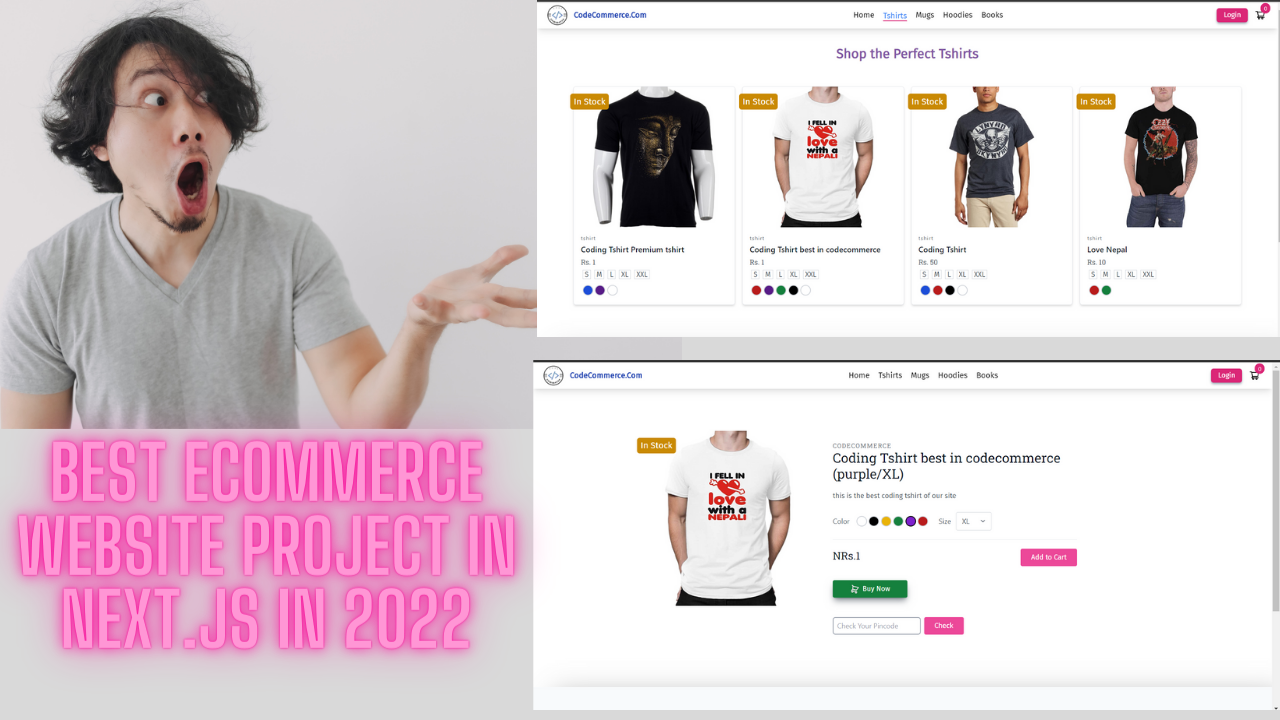 BEST ECOMMERCE
WEBSITE PROJECT IN
NEXT.JS IN 2022
</> CodeCommerce.Com Home Tshirts Mugs Hoodies Books Login 0
Shop the Perfect Tshirts
In Stock In Stock In Stock In Stock
I FELL IN
love
with a
NEPALI
LYNYRD
SKYNYRD
OZZY
tshirt
Coding Tshirt Premium tshirt
Rs. 1
S M L XL XXL
tshirt
Coding Tshirt best in codecommerce
Rs. 1
S M L XL XXL
tshirt
Coding Tshirt
Rs. 50
S M L XL XXL
tshirt
Love Nepal
Rs. 10
S M L XL XXL
</> CodeCommerce.Com Home Tshirts Mugs Hoodies Books Login 0
In Stock
I FELL IN
love
with a
NEPALI
CODECOMMERCE
Coding Tshirt best in codecommerce
(purple/XL)
this is the best coding tshirt of our site
Color Size XL
NRs.1 Add to Cart
Buy Now
Check Your Pincode Check